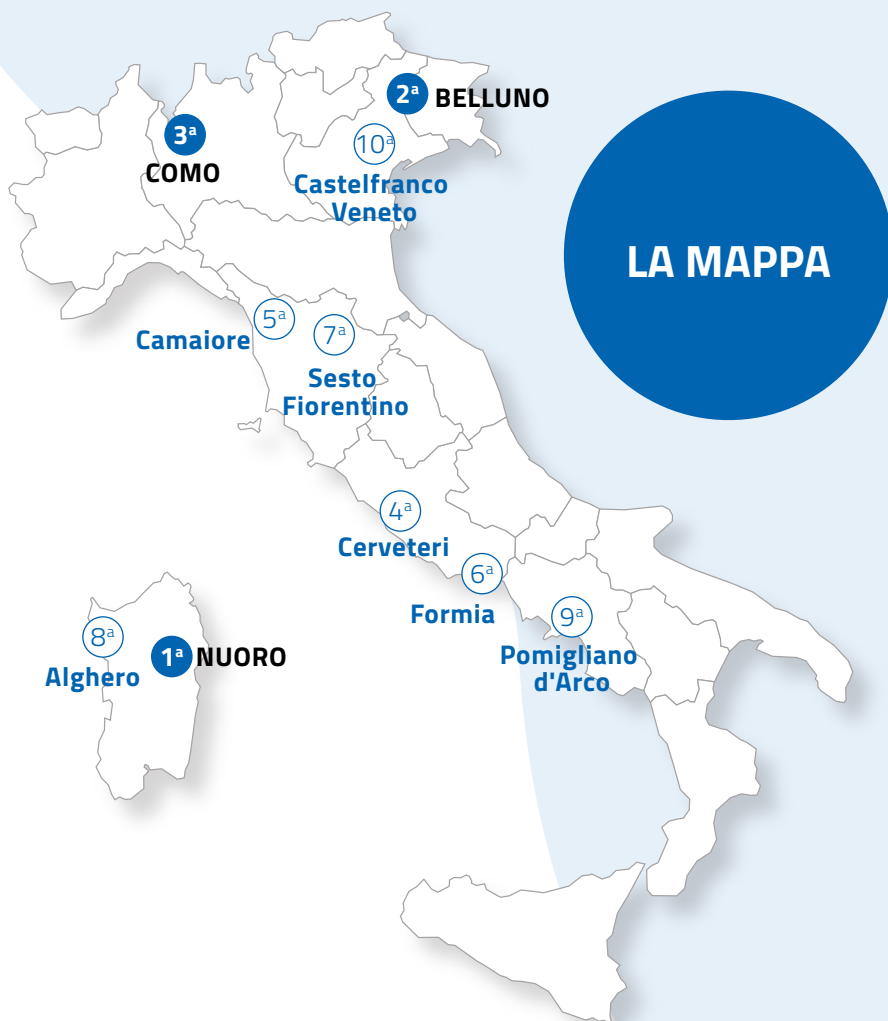 2ª BELLUNO
3ª
COMO
10ª
Castelfranco
Veneto
LA MAPPA
5ª
Camaiore
7ª
Sesto
Fiorentino
4ª
Cerveteri
6ª
Formia
9ª
Pomigliano
d'Arco
8ª
Alghero
1ª NUORO